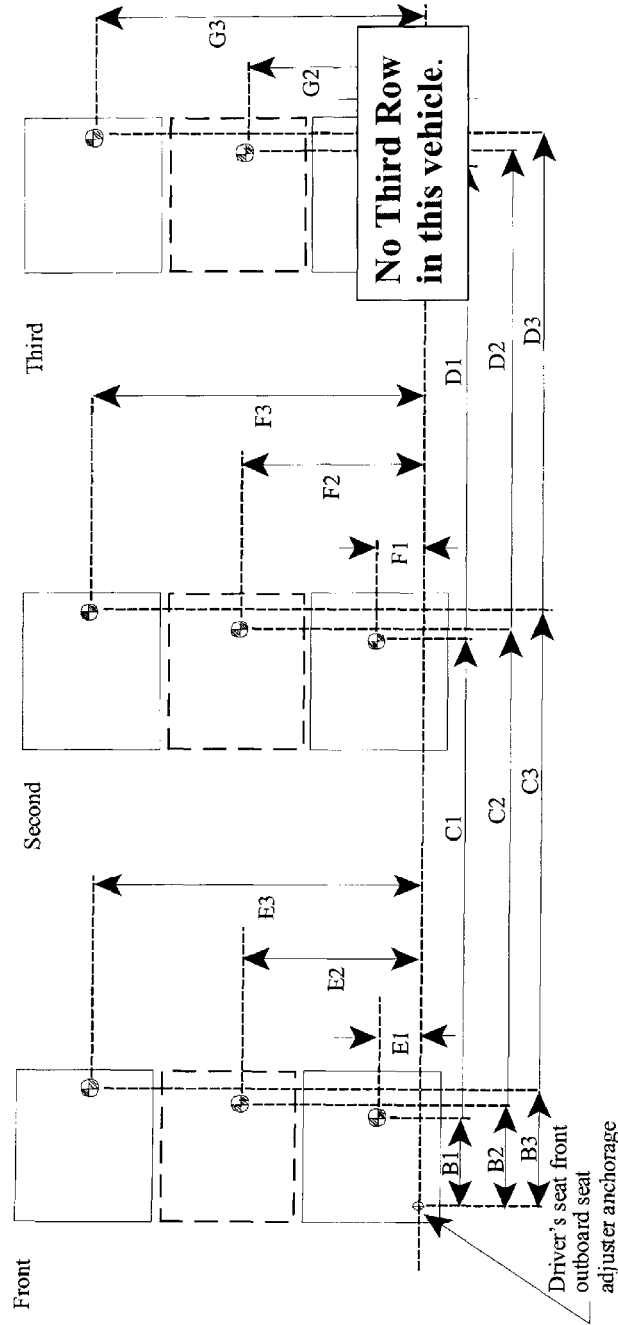 Front
Second
Third
G3
G2
No Third Row
in this vehicle.
F3
F2
F1
E3
E2
E1
D1
D2
D3
C1
C2
C3
B1
B2
B3
Driver's seat front
outboard seat
adjuster anchorage